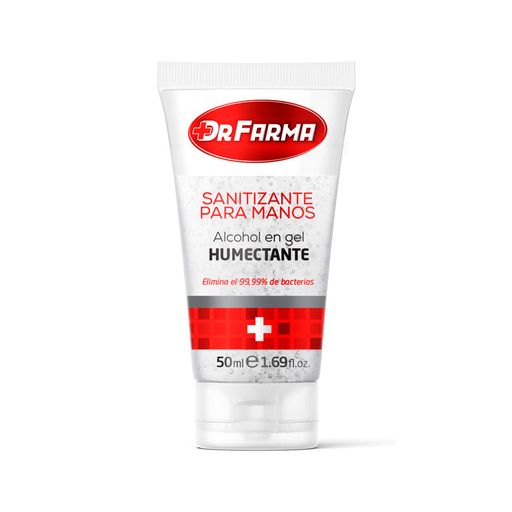 DRFARMA
SANITIZANTE
PARA MANOS
Alcohol en gel
HUMECTANTE
Elimina el 99,99% de bacterias
50ml ℮ 1.69fl.oz.